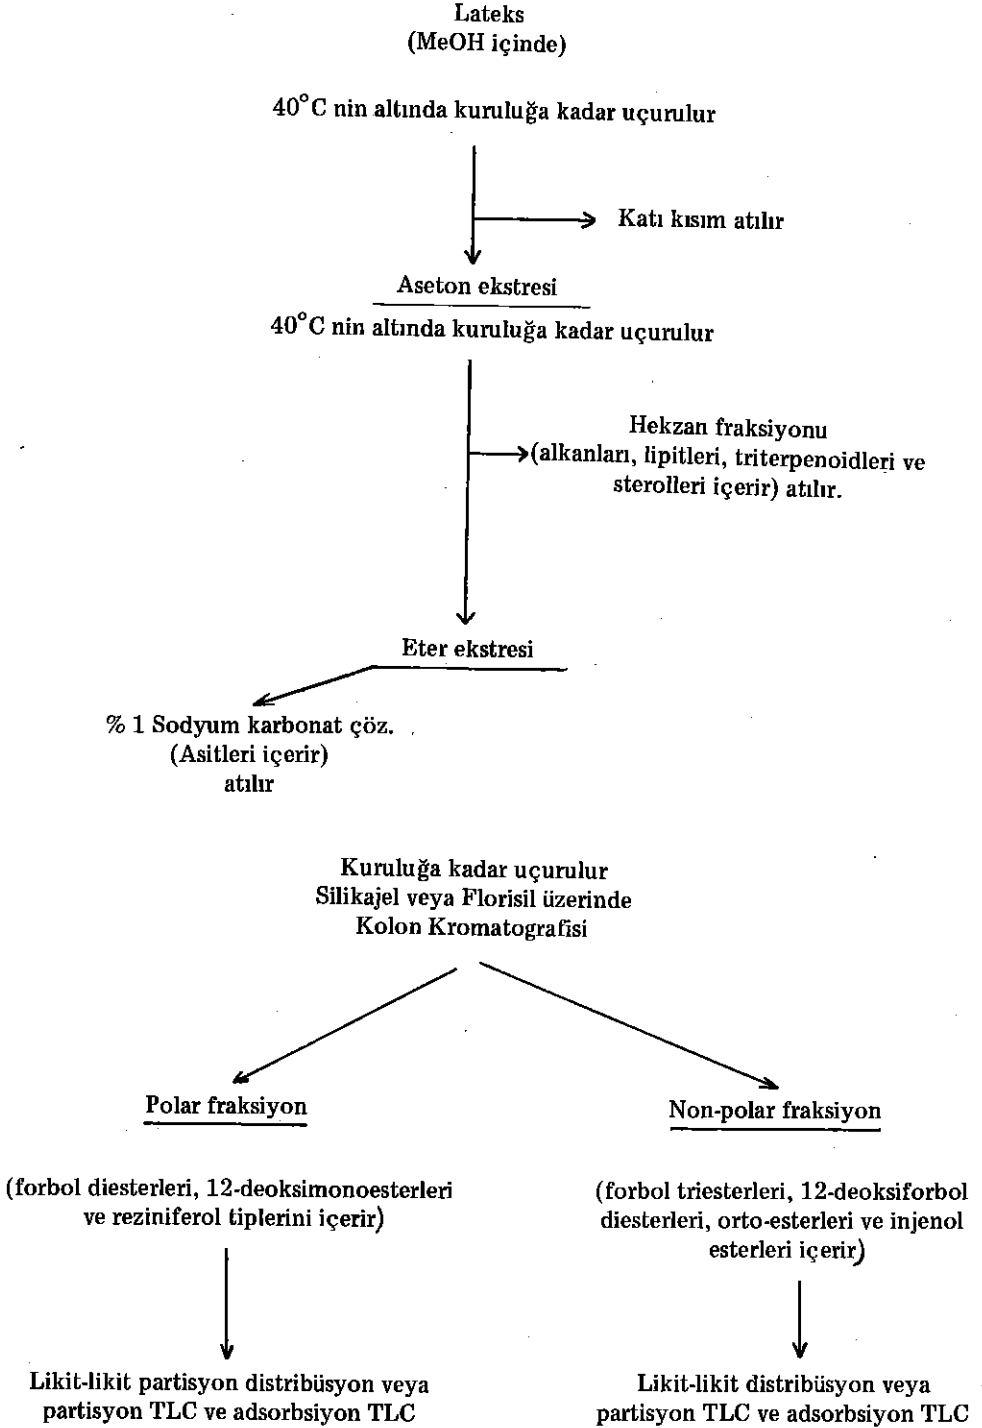 Lateks
(MeOH içinde)
40°C nin altında kuruluğa kadar uçurulur
Katı kısım atılır
Aseton ekstresi
40°C nin altında kuruluğa kadar uçurulur
Hekzan fraksiyonu
(alkanları, lipitleri, triterpenoidleri ve
sterolleri içerir) atılır.
Eter ekstresi
% 1 Sodyum karbonat çöz.
(Asitleri içerir)
atılır
Kuruluğa kadar uçurulur
Silikajel veya Florisil üzerinde
Kolon Kromatografisi
Polar fraksiyon
(forbol diesterleri, 12-deoksimonoesterleri
ve reziniferol tiplerini içerir)
Likit-likit partisyon distribüsyon veya
partisyon TLC ve adsorbsiyon TLC
Non-polar fraksiyon
(forbol triesterleri, 12-deoksiforbol
diesterleri, orto-esterleri ve injenol
esterleri içerir)
Likit-likit distribüsyon veya
partisyon TLC ve adsorbsiyon TLC